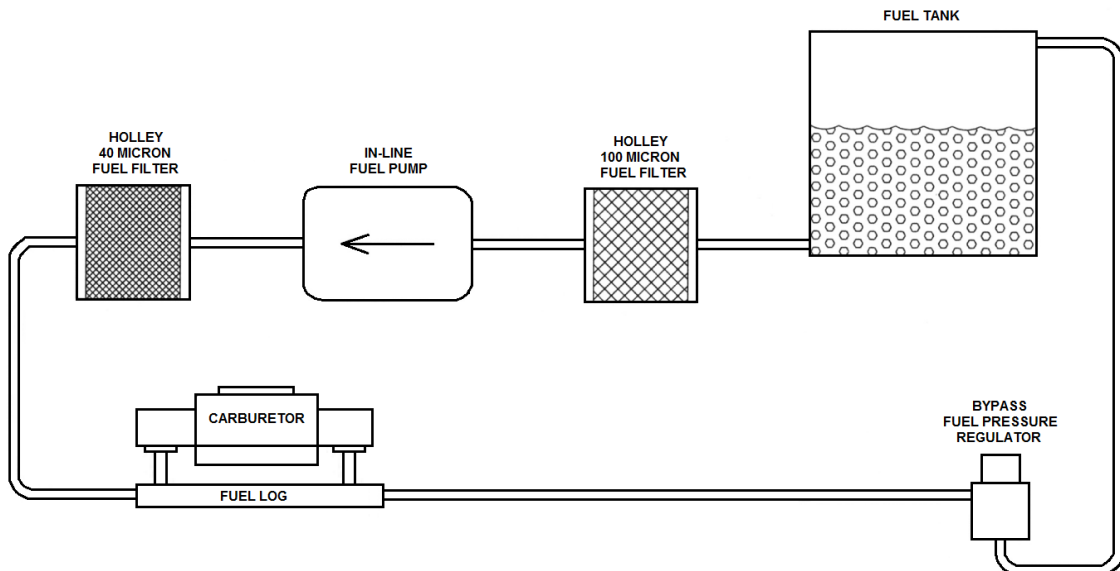 FUEL TANK
HOLLEY
40 MICRON
FUEL FILTER
IN-LINE
FUEL PUMP
HOLLEY
100 MICRON
FUEL FILTER
CARBURETOR
FUEL LOG
BYPASS
FUEL PRESSURE
REGULATOR